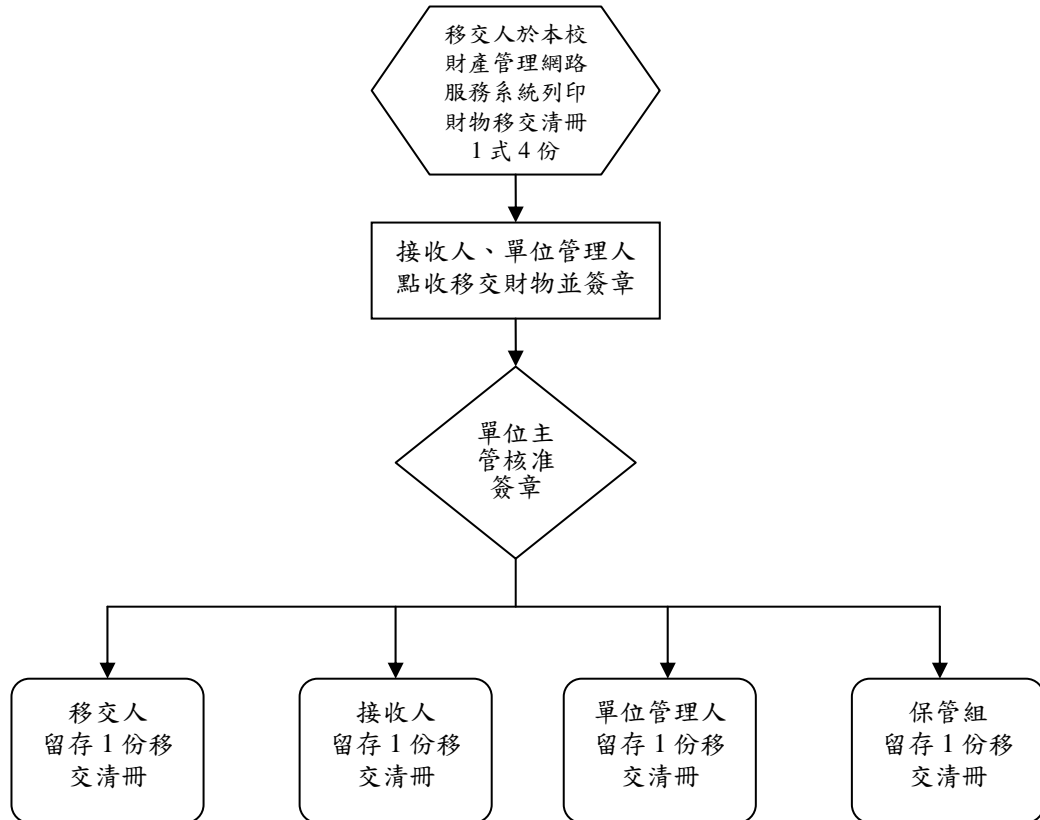 移交人於本校
財產管理網路
服務系統列印
財物移交清冊
1 式 4 份
接收人、單位管理人
點收移交財物並簽章
單位主
管核准
簽章
移交人
留存 1 份移
交清冊
接收人
留存 1 份移
交清冊
單位管理人
留存 1 份移
交清冊
保管組
留存 1 份移
交清冊